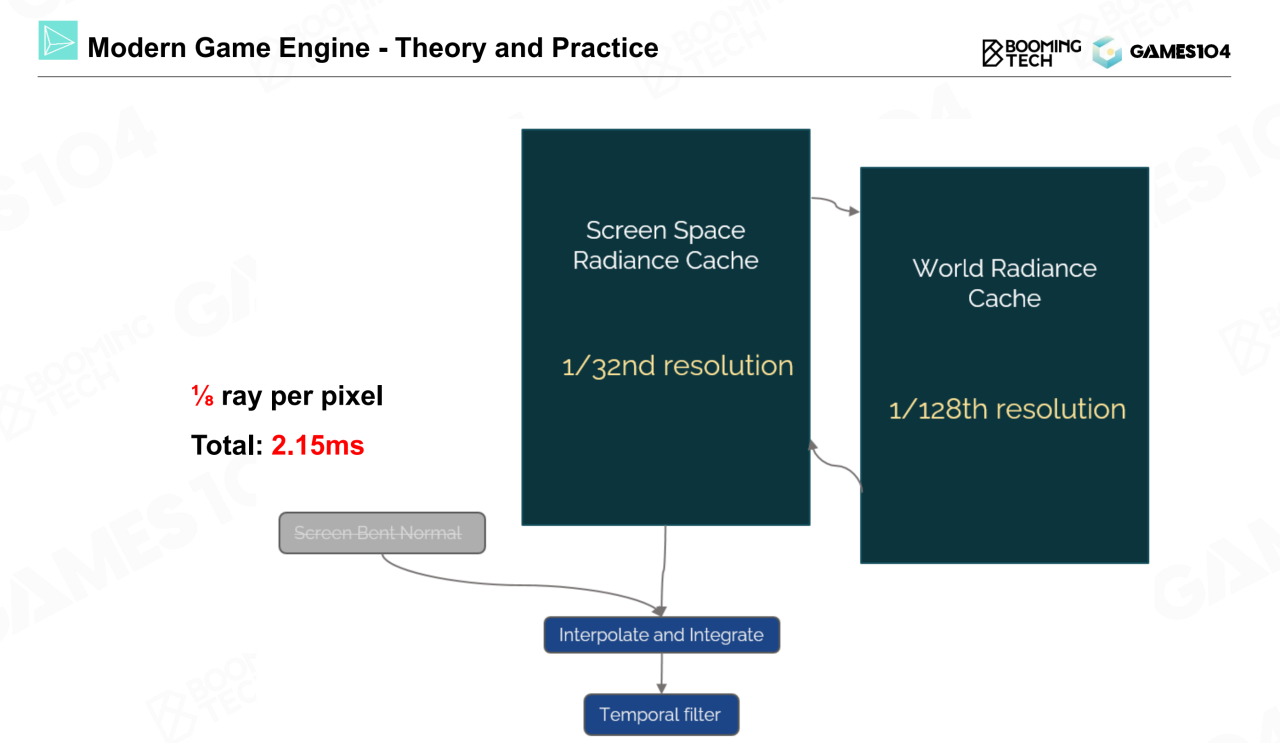 Modern Game Engine - Theory and Practice
BOOMING
TECH
GAMES104
Screen Space
Radiance Cache
1/32nd resolution
World Radiance
Cache
1/128th resolution
⅛ ray per pixel
Total: 2.15ms
Screen Bent Normal
Interpolate and Integrate
Temporal filter